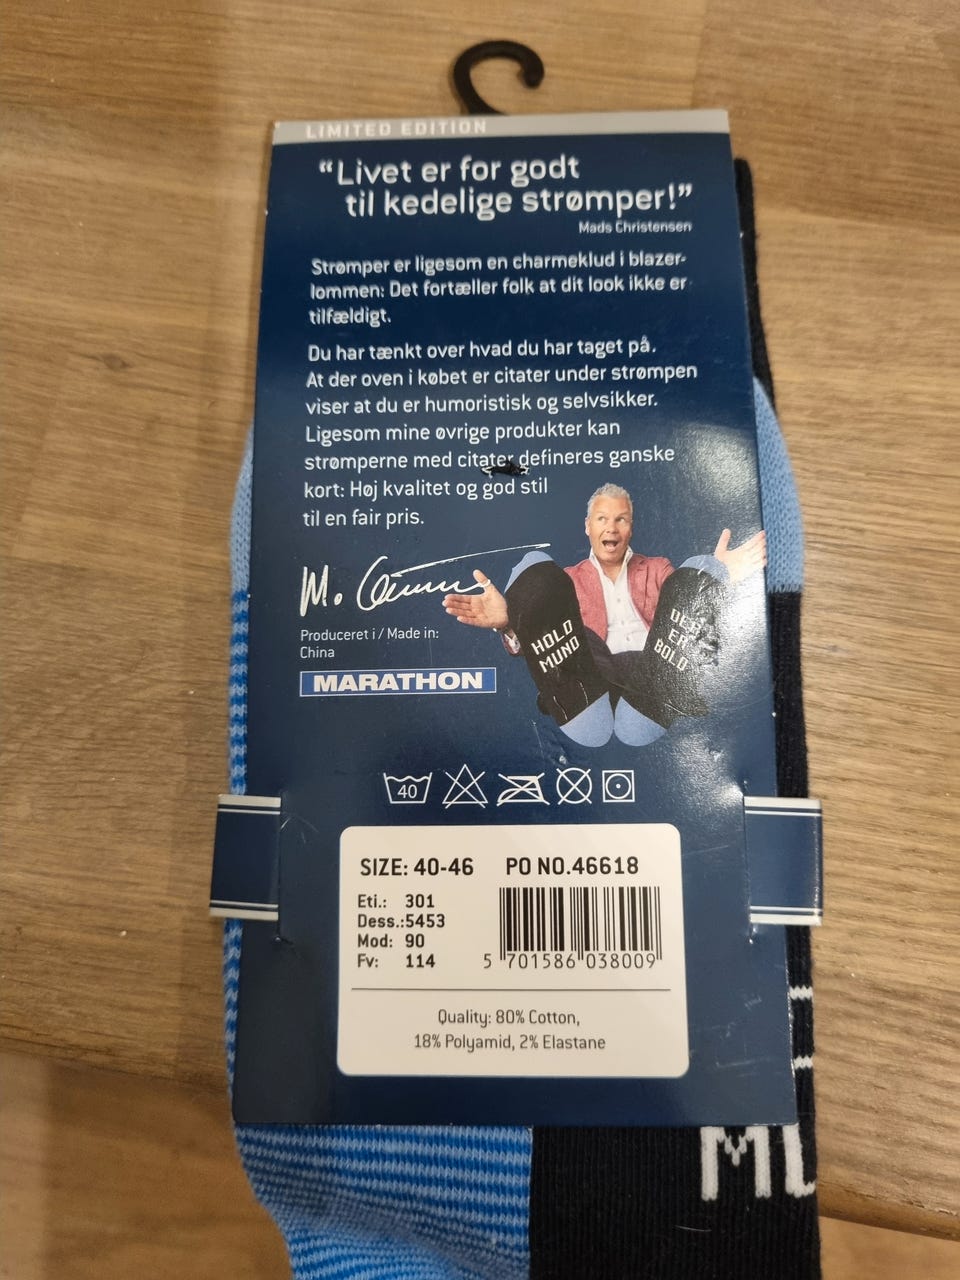 LIMITED EDITION
“Livet er for godt
til kedelige strømper!”
Mads Christensen
Strømper er ligesom en charmeklud i blazer-
lommen: Det fortæller folk at dit look ikke er
tilfældigt.
Du har tænkt over hvad du har taget på.
At der oven i købet er citater under strømpen
viser at du er humoristisk og selvsikker.
Ligesom mine øvrige produkter kan
strømperne med citater defineres ganske
kort: Høj kvalitet og god stil
til en fair pris.
M.
Produceret i / Made in:
China
MARATHON
HOLD
MUND
DER
ER
BOLD
40
SIZE: 40-46 PO NO.46618
Eti.: 301
Dess.:5453
Mod: 90
Fv: 114
5 701586 038009
Quality: 80% Cotton,
18% Polyamid, 2% Elastane
MU